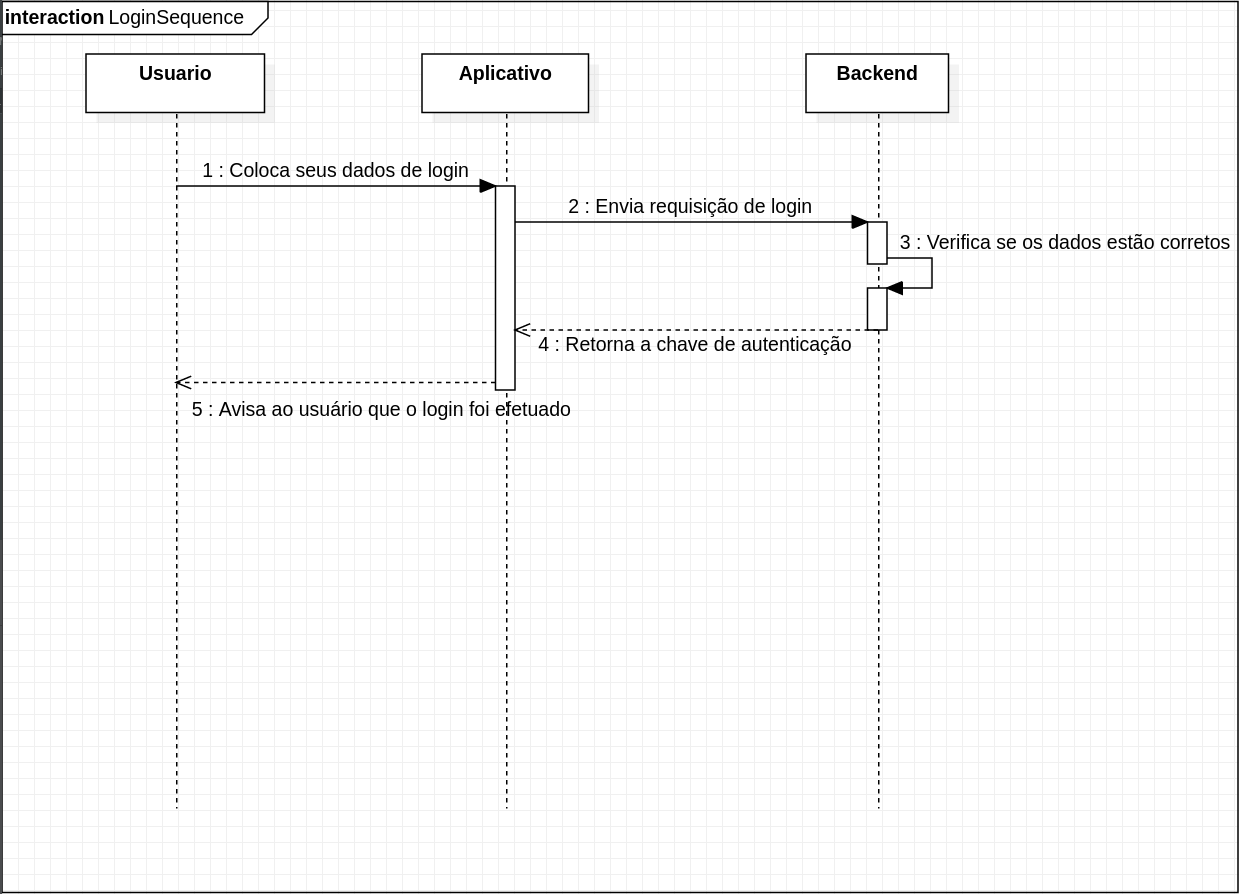 interaction LoginSequence
Usuario
Aplicativo
Backend
1 : Coloca seus dados de login
2 : Envia requisição de login
3 : Verifica se os dados estão corretos
4 : Retorna a chave de autenticação
5 : Avisa ao usuário que o login foi efetuado